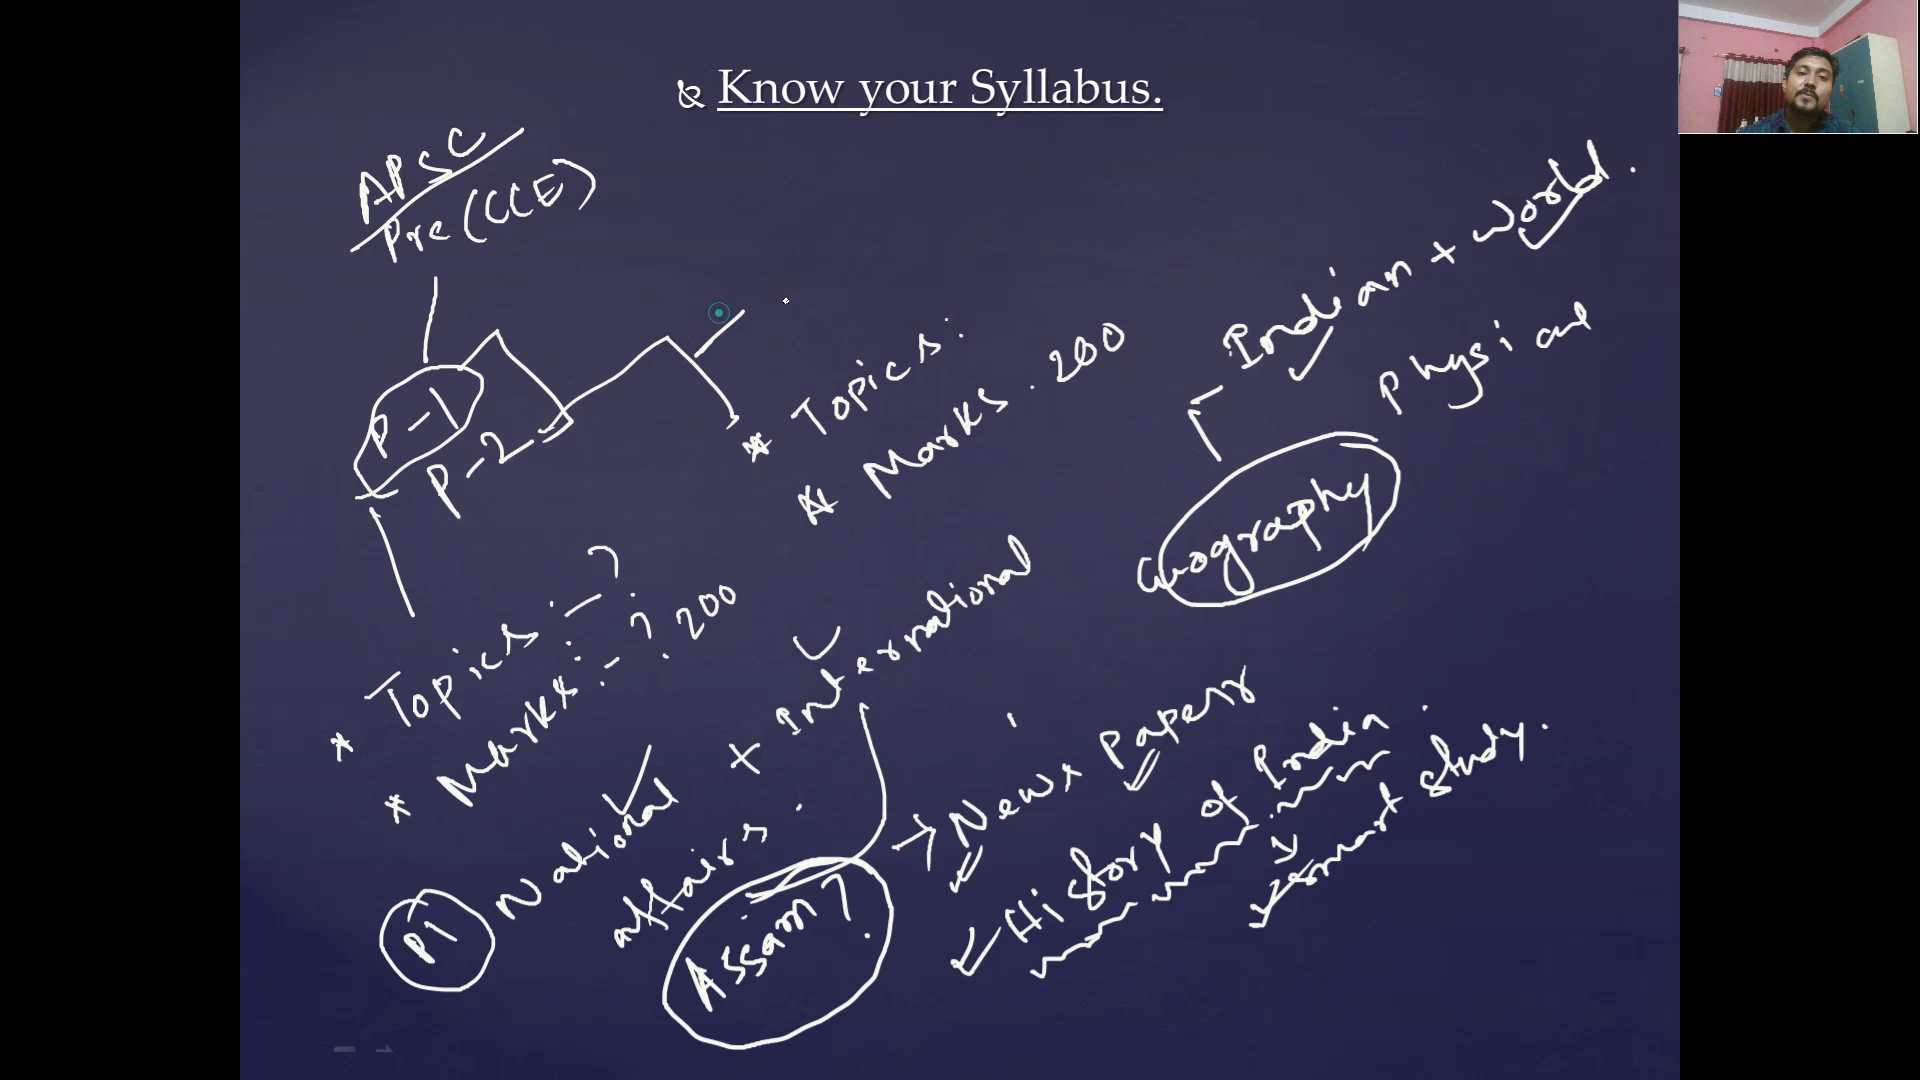 Know your Syllabus.
APSC
Pre (CCE)
P-1
P-2
* Topics:
* Marks. 200
Indian + World.
Physi
Geography
* Topics: - ?
* Marks: - ? 200
P1 National + International
affairs.
Assam ?
→ News Papers
History of India.
smart study.